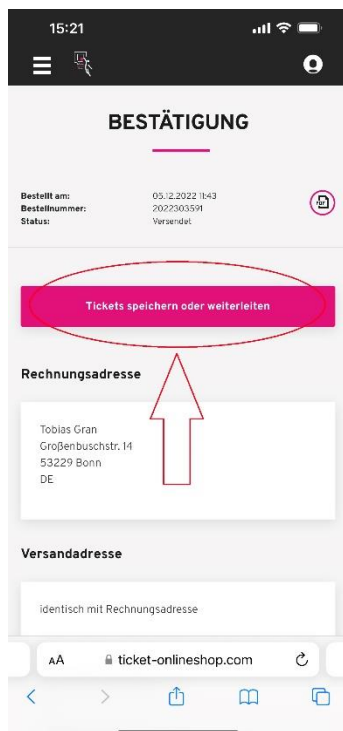 15:21
BESTÄTIGUNG
Bestellt am: 05.12.2022 11:43
Bestellnummer: 2022303591
Status: Versendet
Tickets speichern oder weiterleiten
Rechnungsadresse
Tobias Gran
Großenbuschstr. 14
53229 Bonn
DE
Versandadresse
identisch mit Rechnungsadresse
AA ticket-onlineshop.com